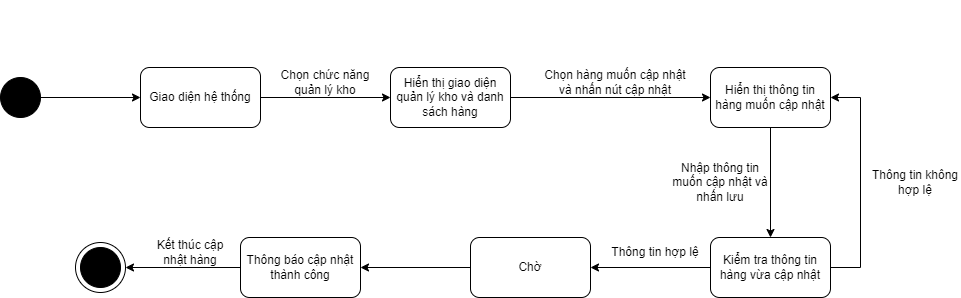 Giao diện hệ thống
Chọn chức năng
quản lý kho
Hiển thị giao diện
quản lý kho và danh
sách hàng
Chọn hàng muốn cập nhật
và nhấn nút cập nhật
Hiển thị thông tin
hàng muốn cập nhật
Nhập thông tin
muốn cập nhật và
nhấn lưu
Thông tin không
hợp lệ
Kiểm tra thông tin
hàng vừa cập nhật
Thông tin hợp lệ
Chờ
Thông báo cập nhật
thành công
Kết thúc cập
nhật hàng